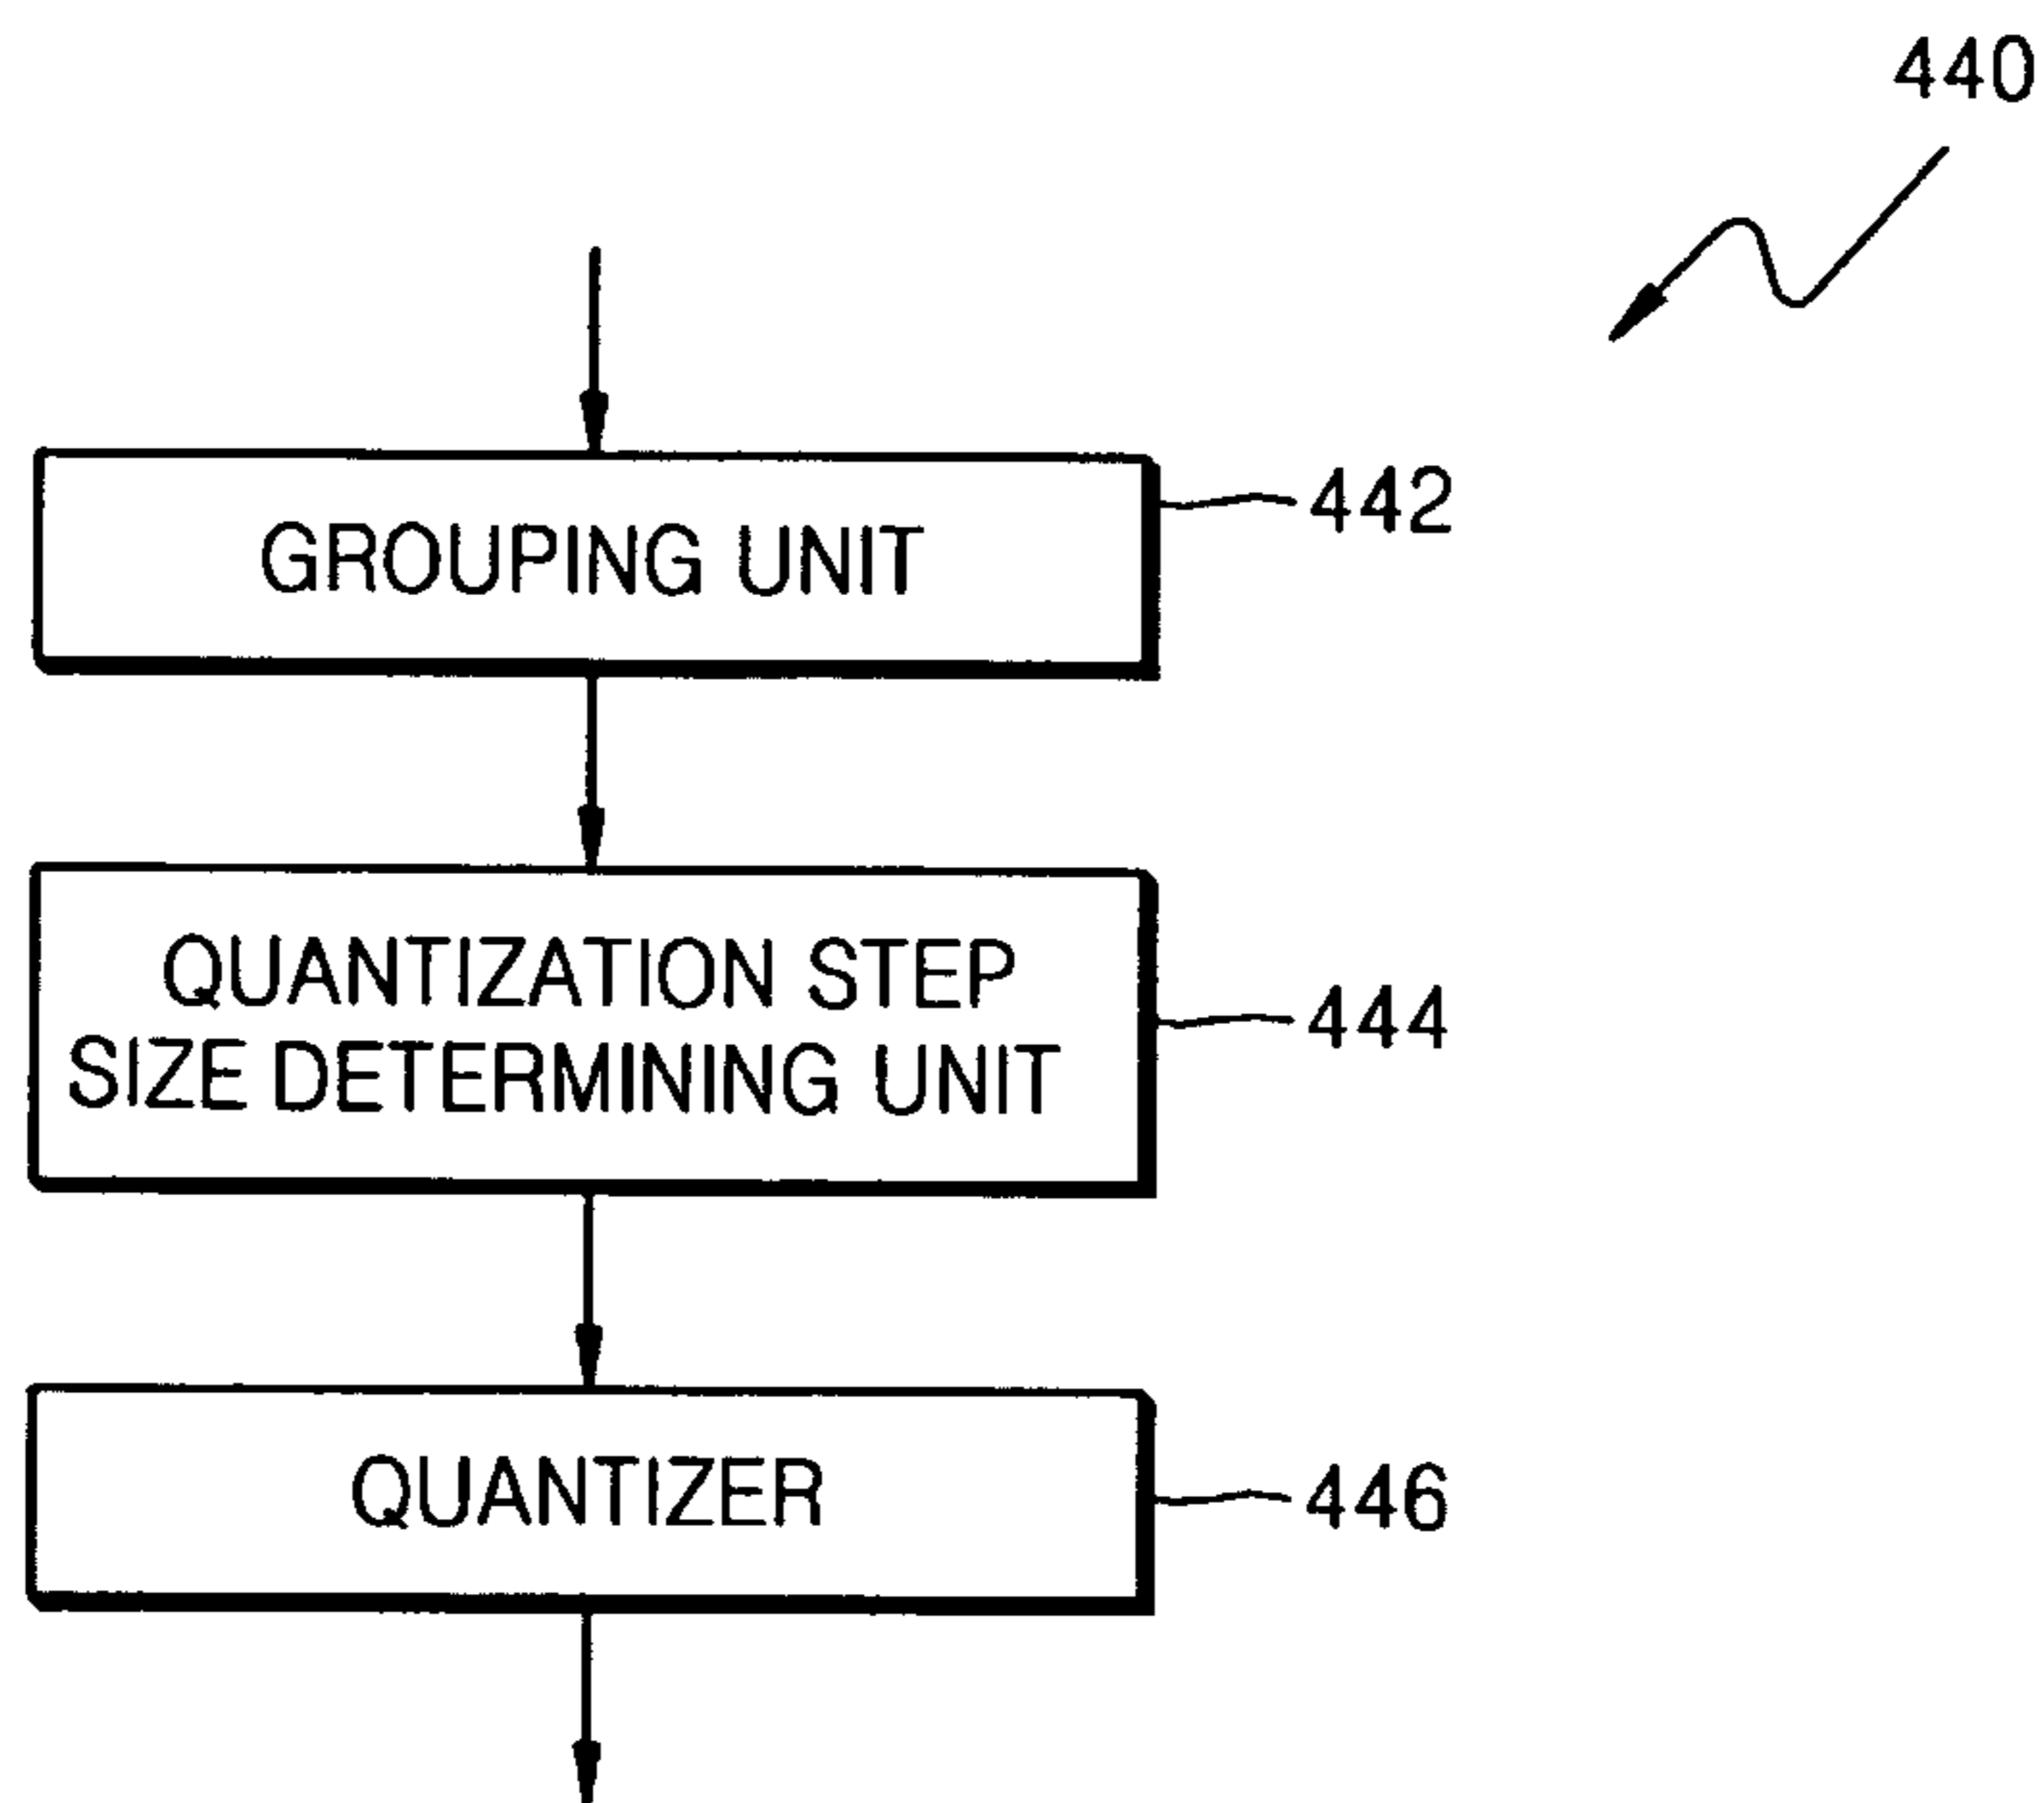 440
GROUPING UNIT
442
QUANTIZATION STEP
SIZE DETERMINING UNIT
444
QUANTIZER
446